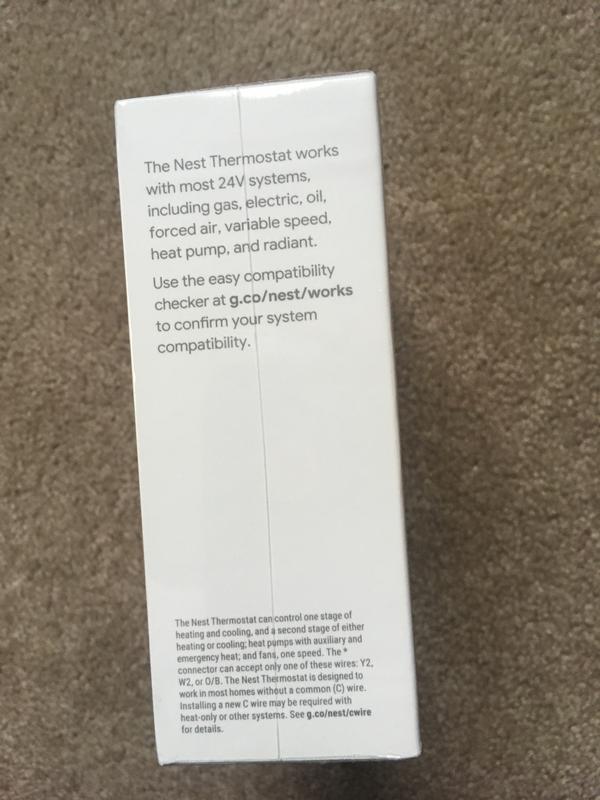 The Nest Thermostat works
with most 24V systems,
including gas, electric, oil,
forced air, variable speed,
heat pump, and radiant.
Use the easy compatibility
checker at g.co/nest/works
to confirm your system
compatibility.
The Nest Thermostat can control one stage of
heating and cooling, and a second stage of either
heating or cooling; heat pumps with auxiliary and
emergency heat; and fans, one speed. The *
connector can accept only one of these wires: Y2,
W2, or O/B. The Nest Thermostat is designed to
work in most homes without a common (C) wire.
Installing a new C wire may be required with
heat-only or other systems. See g.co/nest/cwire
for details.